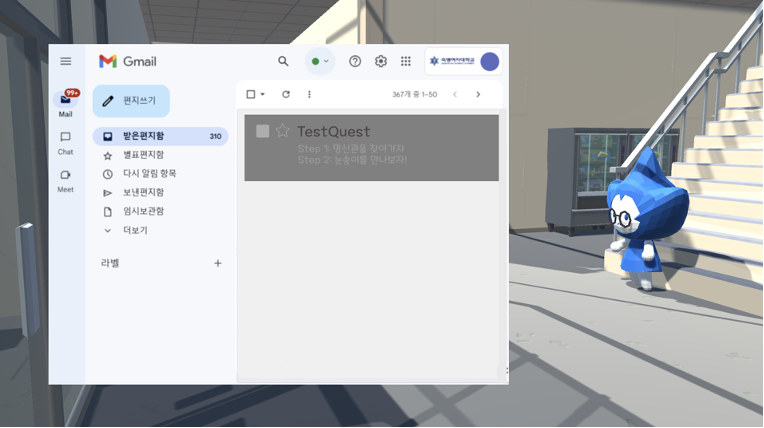 Gmail
99+
Mail
Chat
Meet
편지쓰기
받은편지함 310
별표편지함
다시 알림 항목
보낸편지함
임시보관함
더보기
라벨
367개 중 1-50
TestQuest
Step 1: 명신관을 찾아가자
Step 2: 눈송이를 만나보자!